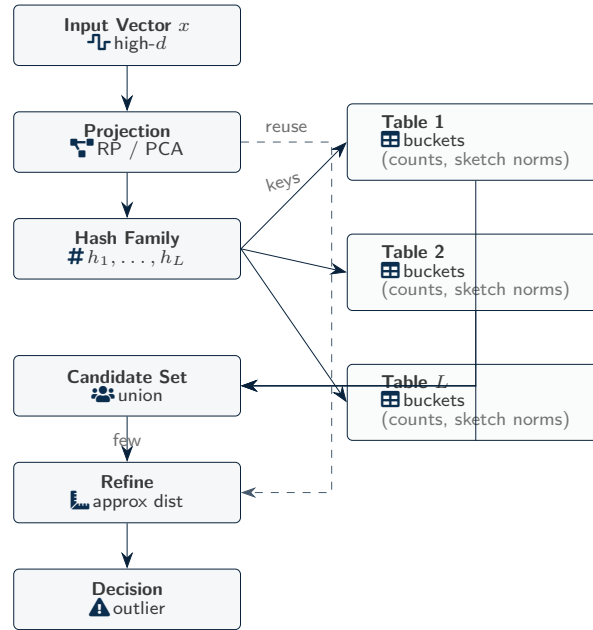 Input Vector x
high-d
Projection
RP / PCA
reuse
Hash Family
# h₁, . . . , h_L
keys
Table 1
buckets
(counts, sketch norms)
Table 2
buckets
(counts, sketch norms)
Table L
buckets
(counts, sketch norms)
Candidate Set
union
few
Refine
approx dist
Decision
outlier